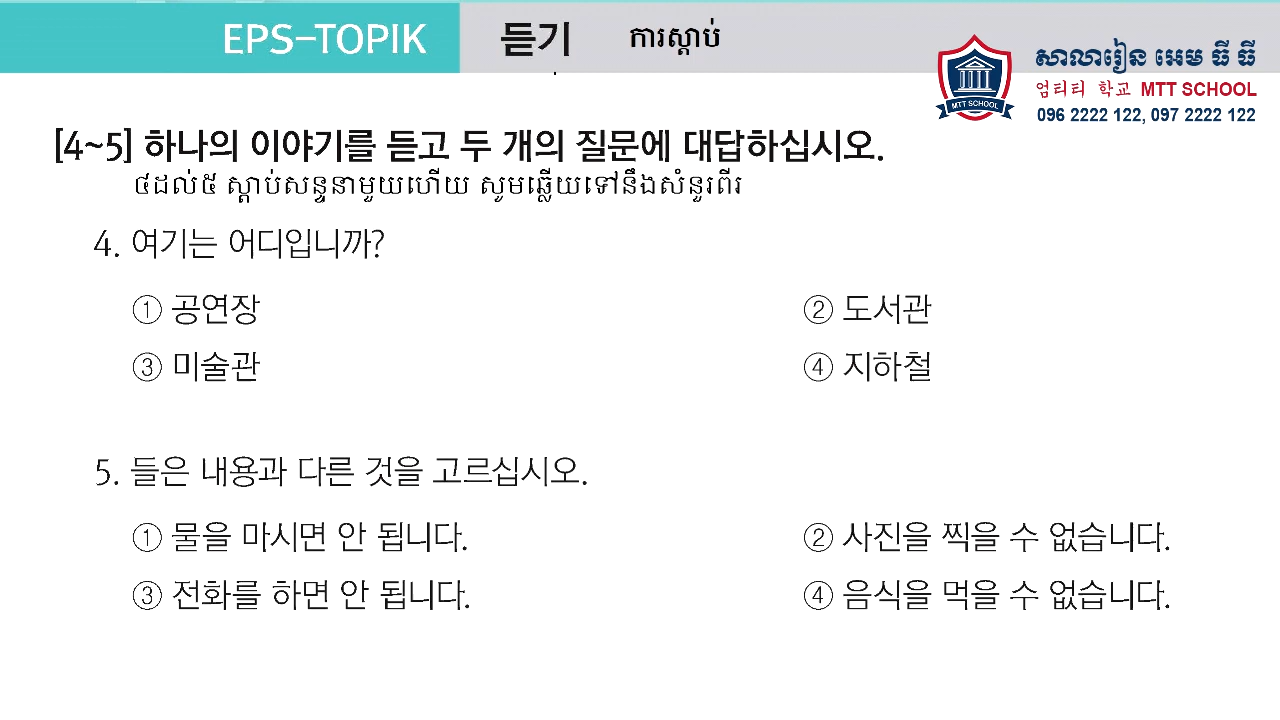 EPS-TOPIK 듣기 ការស្ដាប់
សាលារៀន អេម ធី ធី
엄티티 학교 MTT SCHOOL
096 2222 122, 097 2222 122
MTT SCHOOL
[4~5] 하나의 이야기를 듣고 두 개의 질문에 대답하십시오.
៤ដល់៥ ស្ដាប់សន្ទនាមួយហើយ សូមឆ្លើយទៅនឹងសំនួរពីរ
4. 여기는 어디입니까?
① 공연장 ② 도서관
③ 미술관 ④ 지하철
5. 들은 내용과 다른 것을 고르십시오.
① 물을 마시면 안 됩니다. ② 사진을 찍을 수 없습니다.
③ 전화를 하면 안 됩니다. ④ 음식을 먹을 수 없습니다.